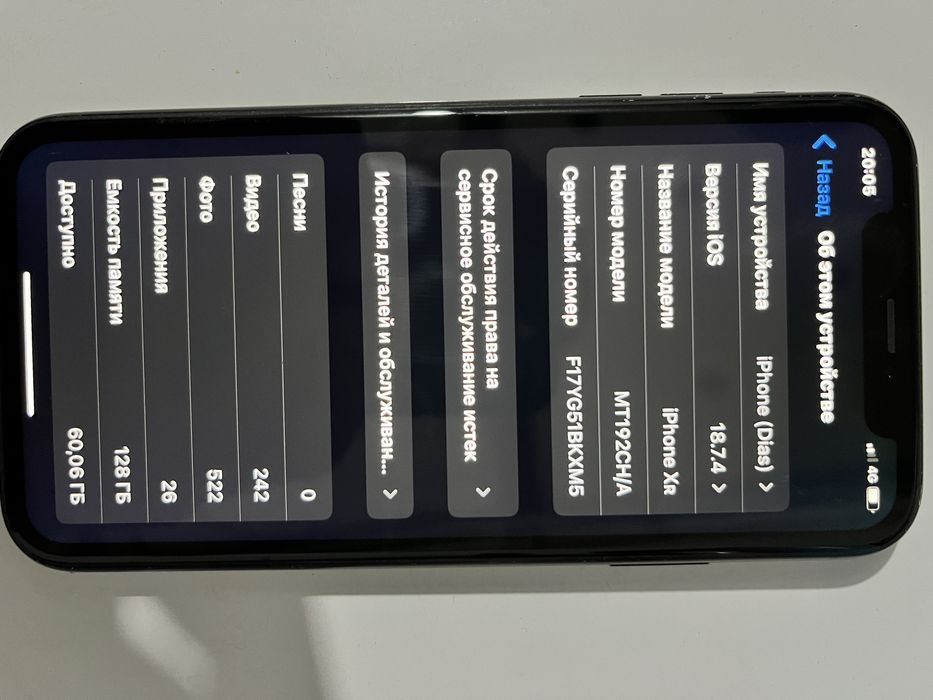 20:05
4G
Назад
Об этом устройстве
Имя устройства iPhone (Dias)
Версия iOS 18.7.4
Название модели iPhone XR
Номер модели MT192CH/A
Серийный номер F17YG51BKXM5
Срок действия права на
сервисное обслуживание истек
История деталей и обслуживан...
Песни 0
Видео 242
Фото 522
Приложения 26
Емкость памяти 128 ГБ
Доступно 60,06 ГБ